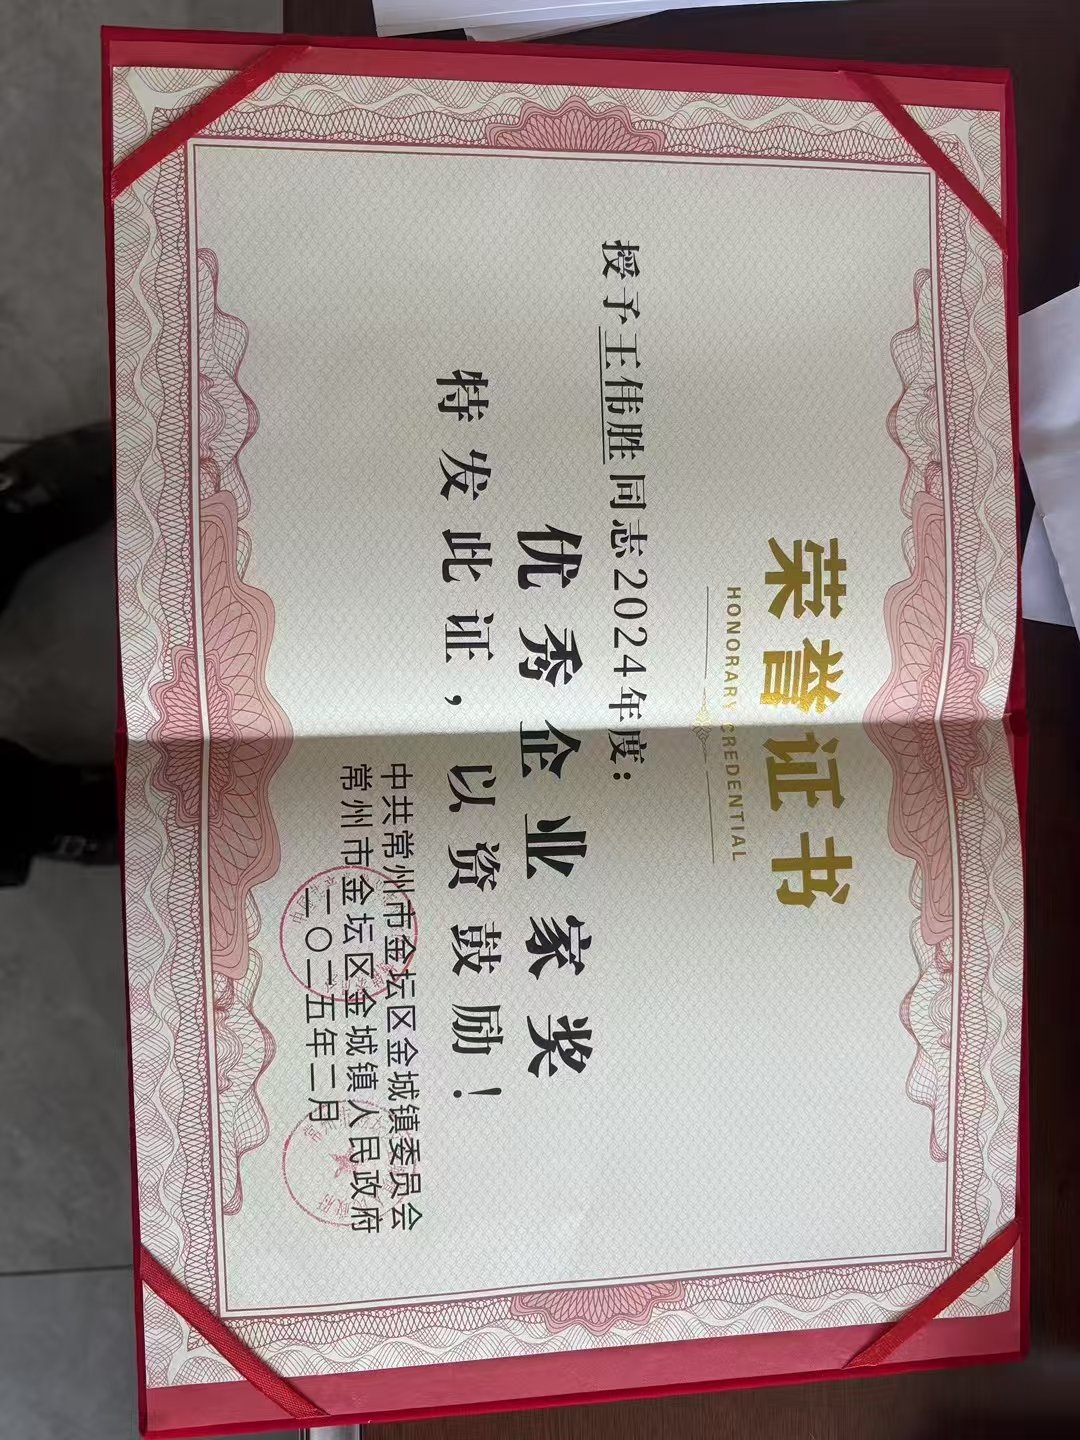 荣誉证书
HONORARY CREDENTIAL
授予王伟胜同志2024年度：
优秀企业家奖
特发此证，以资鼓励！
中共常州市金坛区金城镇委员会
常州市金坛区金城镇人民政府
二〇二五年二月